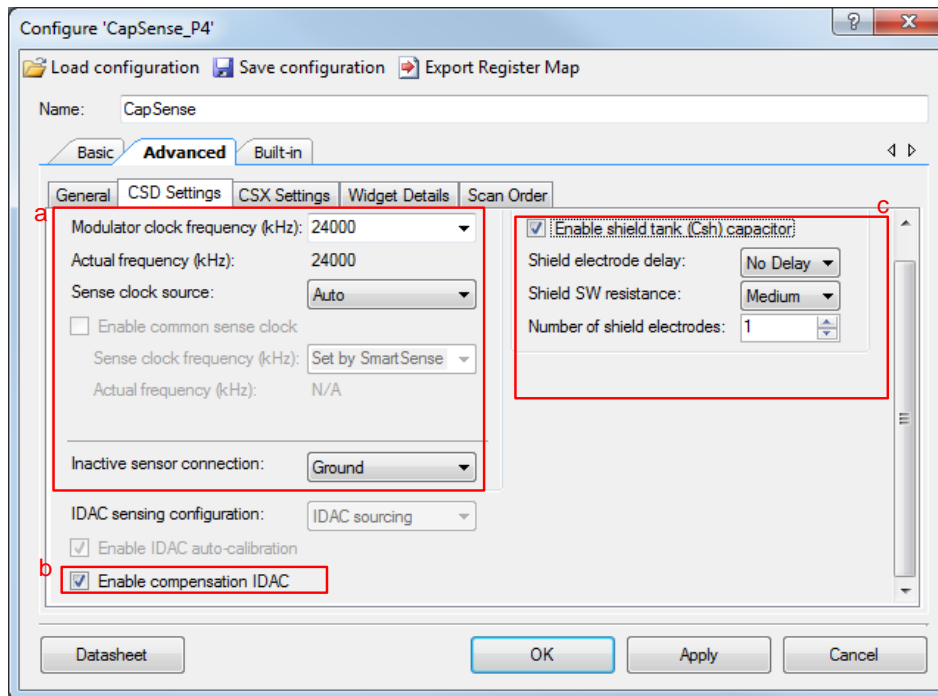 Configure 'CapSense_P4'
Load configuration Save configuration Export Register Map
Name: CapSense
Basic Advanced Built-in
General CSD Settings CSX Settings Widget Details Scan Order
a
Modulator clock frequency (kHz): 24000
Actual frequency (kHz): 24000
Sense clock source: Auto
Enable common sense clock
Sense clock frequency (kHz): Set by SmartSense
Actual frequency (kHz): N/A
Inactive sensor connection: Ground
IDAC sensing configuration: IDAC sourcing
Enable IDAC auto-calibration
b
Enable compensation IDAC
c
Enable shield tank (Csh) capacitor
Shield electrode delay: No Delay
Shield SW resistance: Medium
Number of shield electrodes: 1
Datasheet OK Apply Cancel